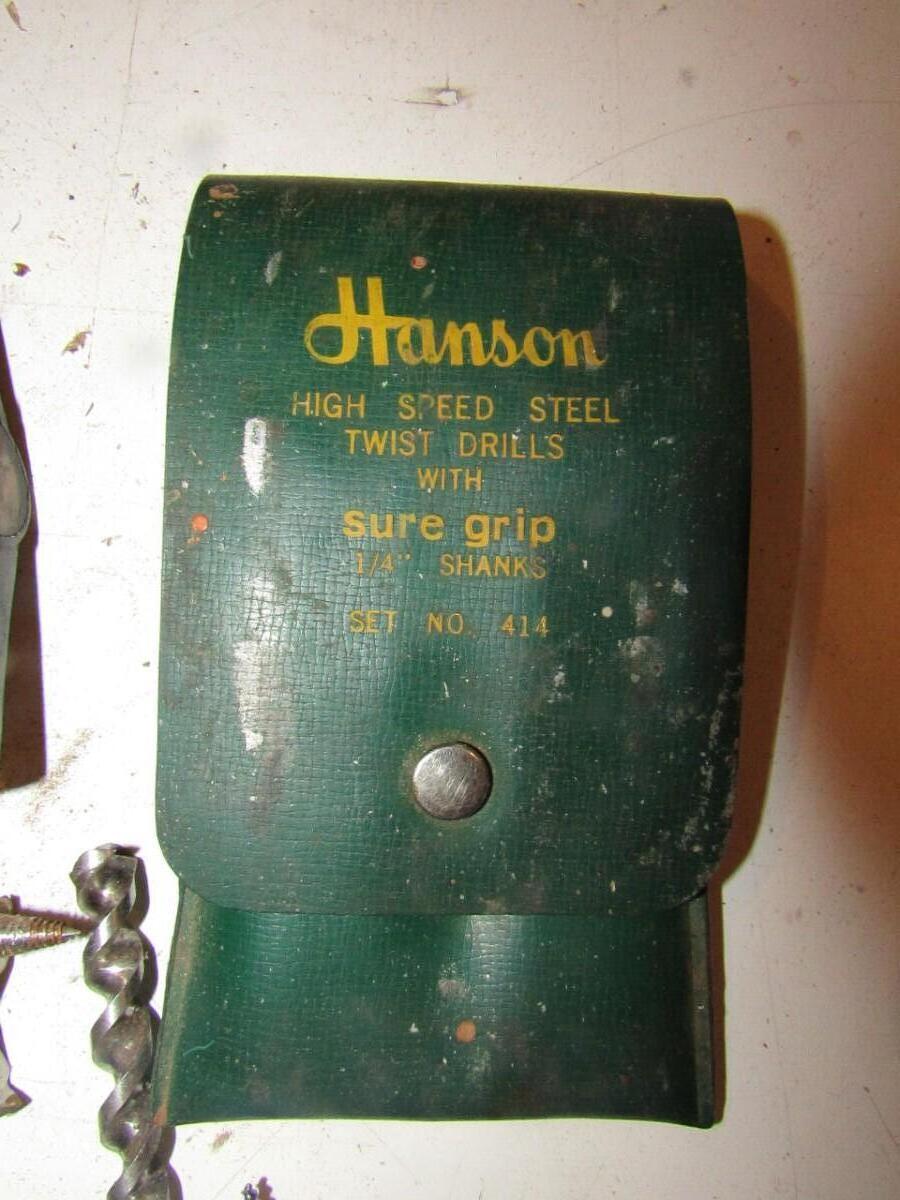 Hanson
HIGH SPEED STEEL
TWIST DRILLS
WITH
sure grip
1/4" SHANKS
SET NO. 414